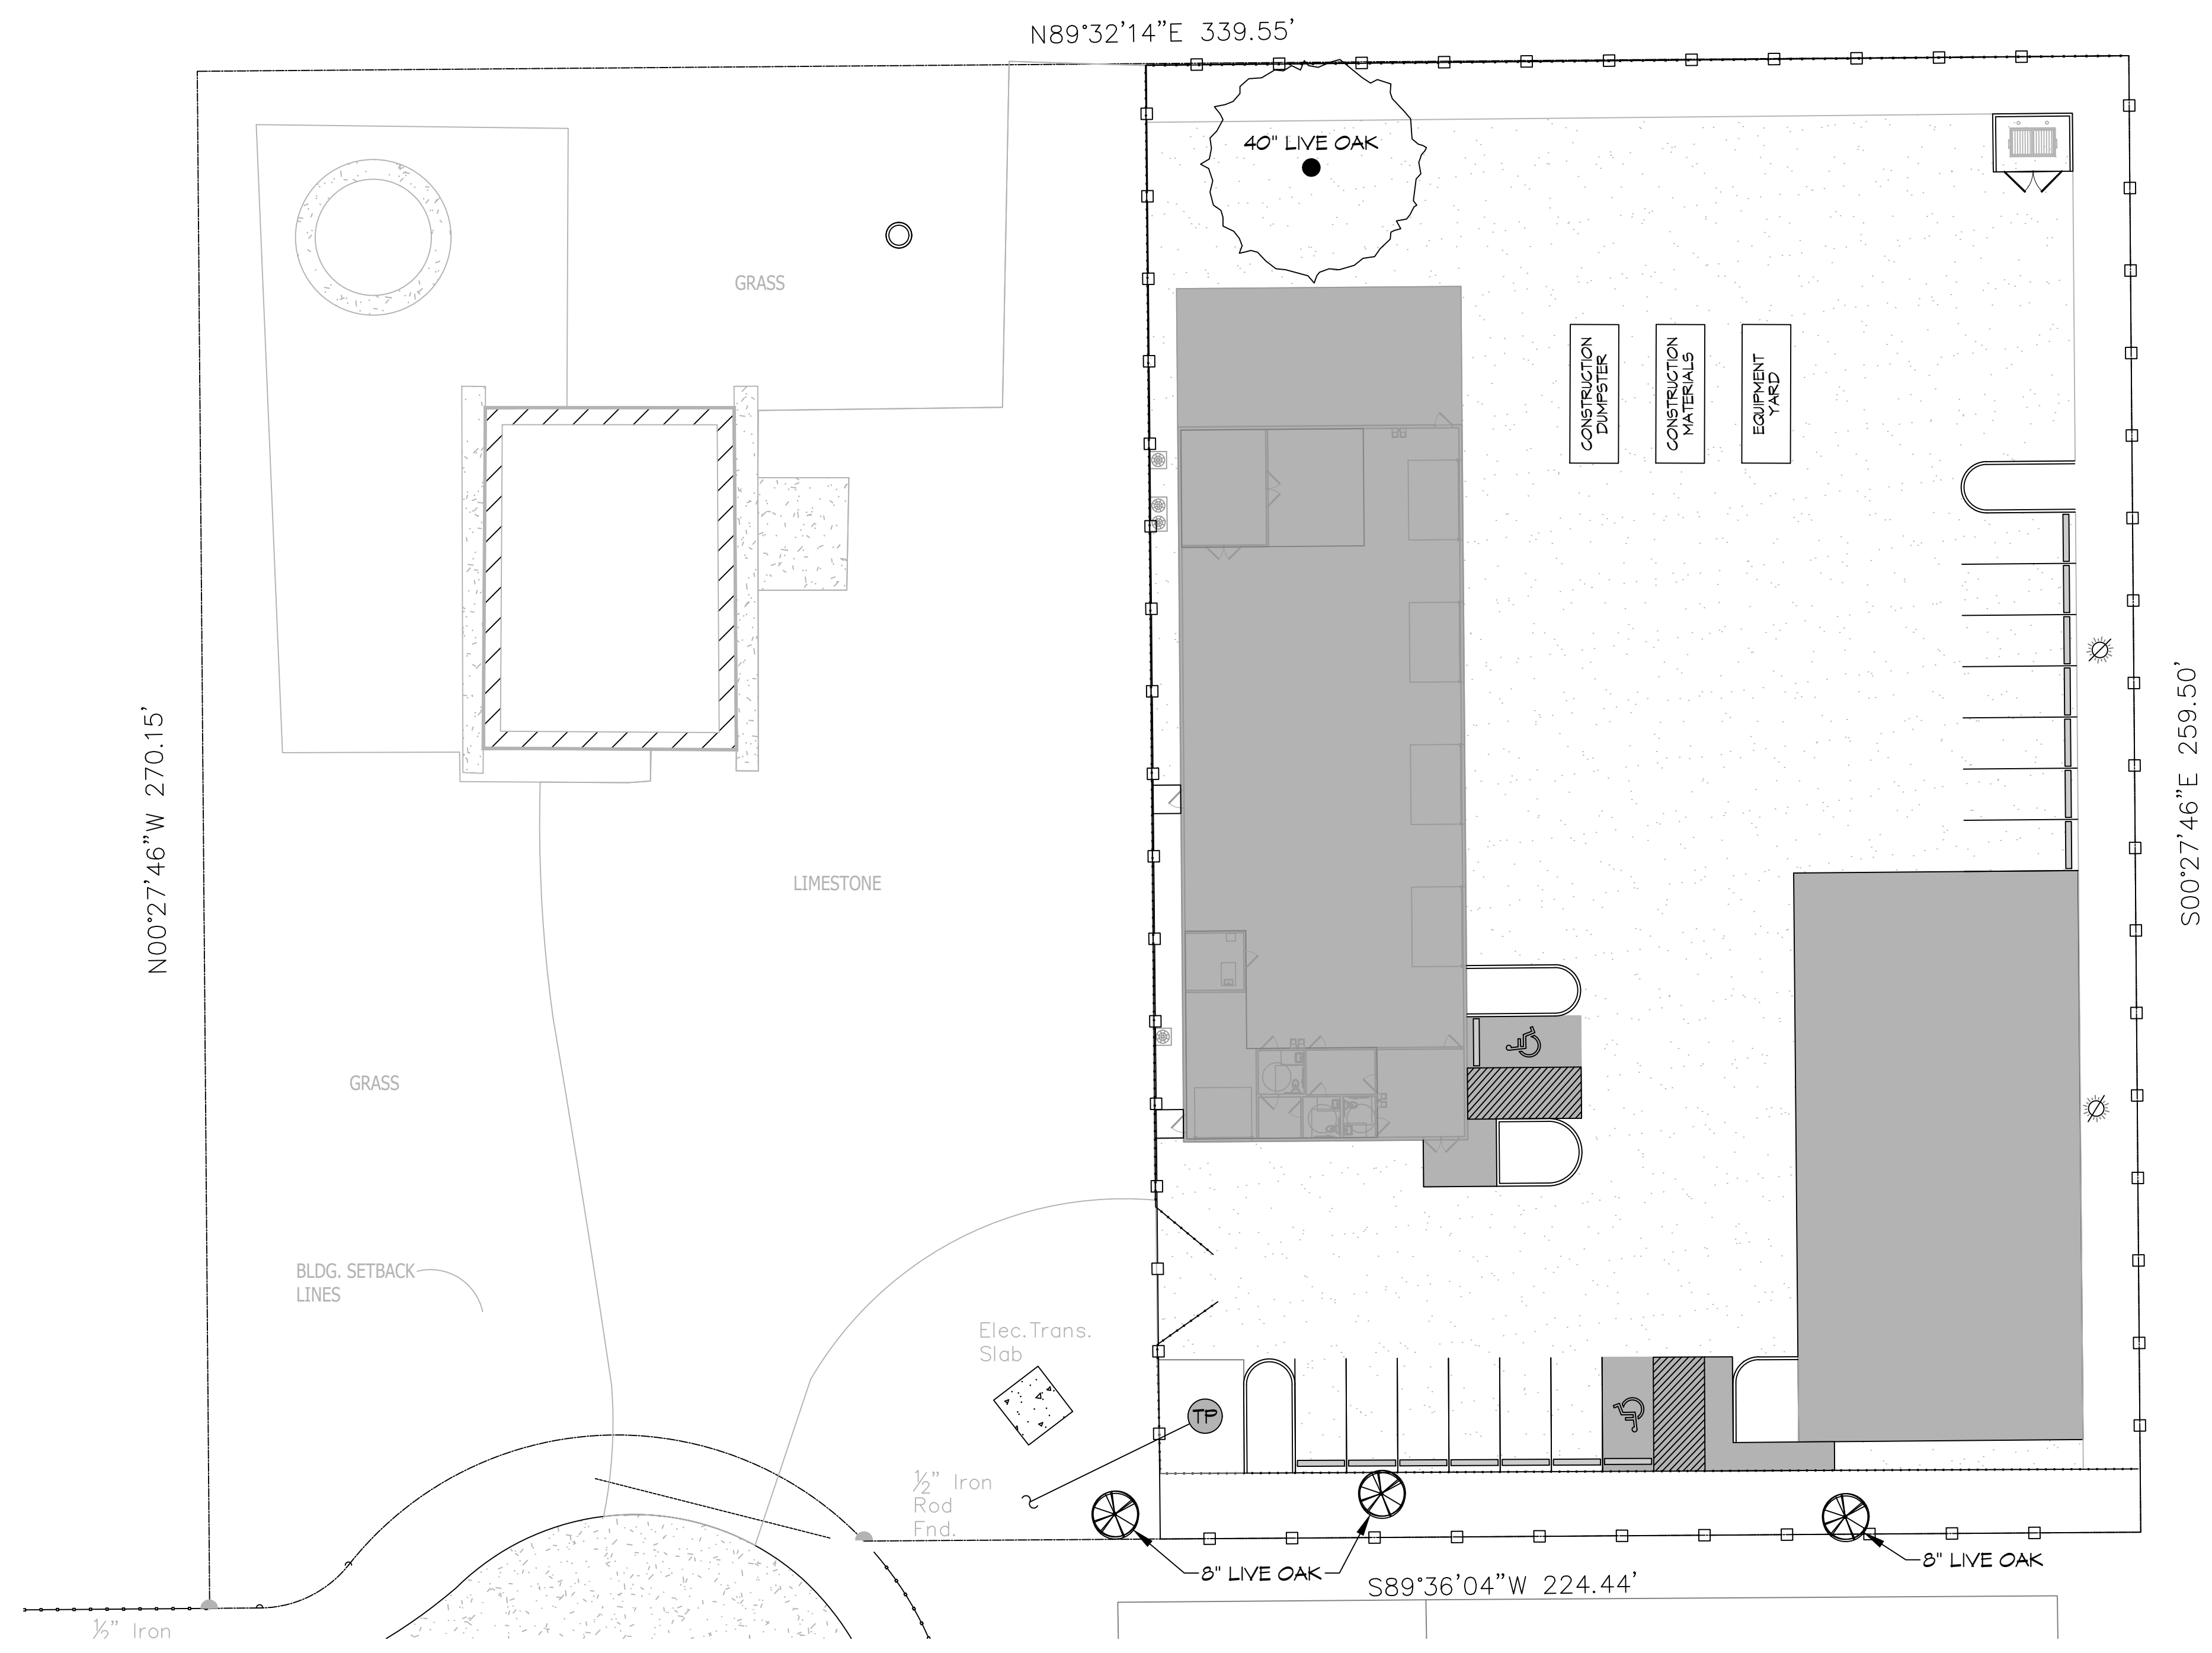 N89°32'14"E 339.55'
40" LIVE OAK
GRASS
CONSTRUCTION
DUMPSTER
CONSTRUCTION
MATERIALS
EQUIPMENT
YARD
N00°27'46"W 270.15'
S00°27'46"E 259.50'
LIMESTONE
GRASS
BLDG. SETBACK
LINES
Elec.Trans.
Slab
TP
½" Iron
Rod
Fnd.
8" LIVE OAK
8" LIVE OAK
S89°36'04"W 224.44'
½" Iron